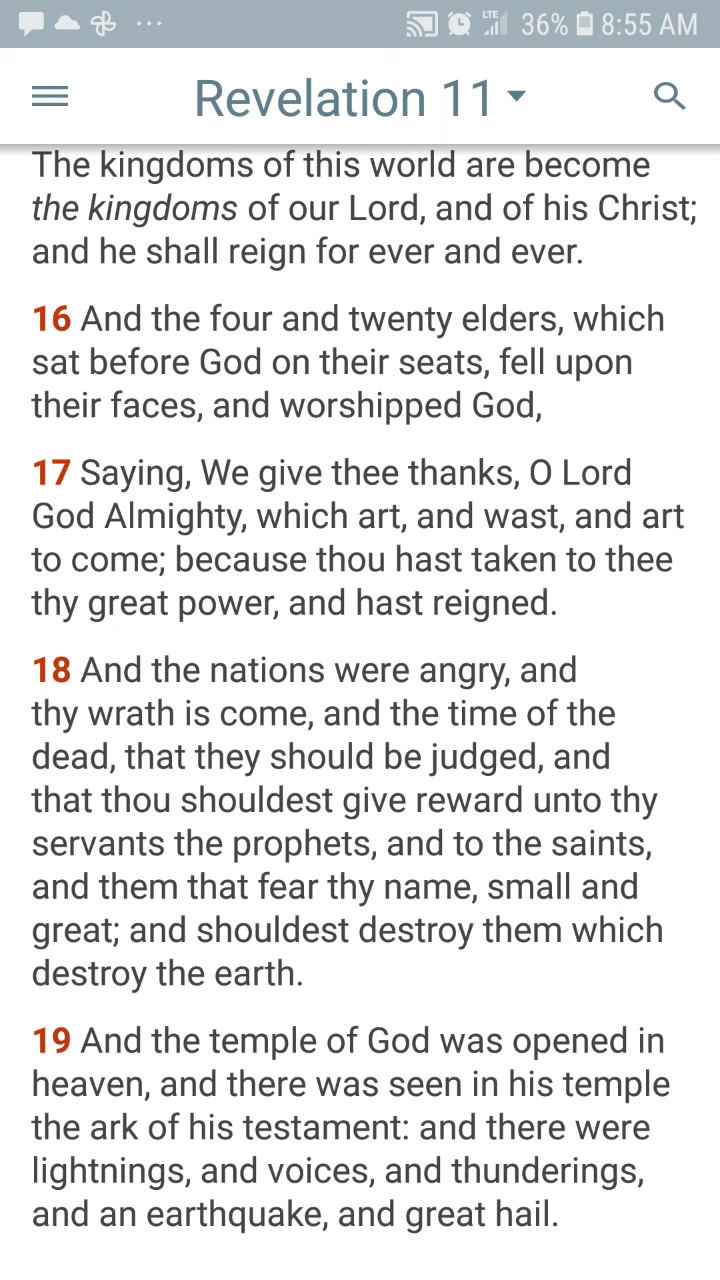 LTE 36% 8:55 AM
Revelation 11
The kingdoms of this world are become
the kingdoms of our Lord, and of his Christ;
and he shall reign for ever and ever.
16 And the four and twenty elders, which
sat before God on their seats, fell upon
their faces, and worshipped God,
17 Saying, We give thee thanks, O Lord
God Almighty, which art, and wast, and art
to come; because thou hast taken to thee
thy great power, and hast reigned.
18 And the nations were angry, and
thy wrath is come, and the time of the
dead, that they should be judged, and
that thou shouldest give reward unto thy
servants the prophets, and to the saints,
and them that fear thy name, small and
great; and shouldest destroy them which
destroy the earth.
19 And the temple of God was opened in
heaven, and there was seen in his temple
the ark of his testament: and there were
lightnings, and voices, and thunderings,
and an earthquake, and great hail.